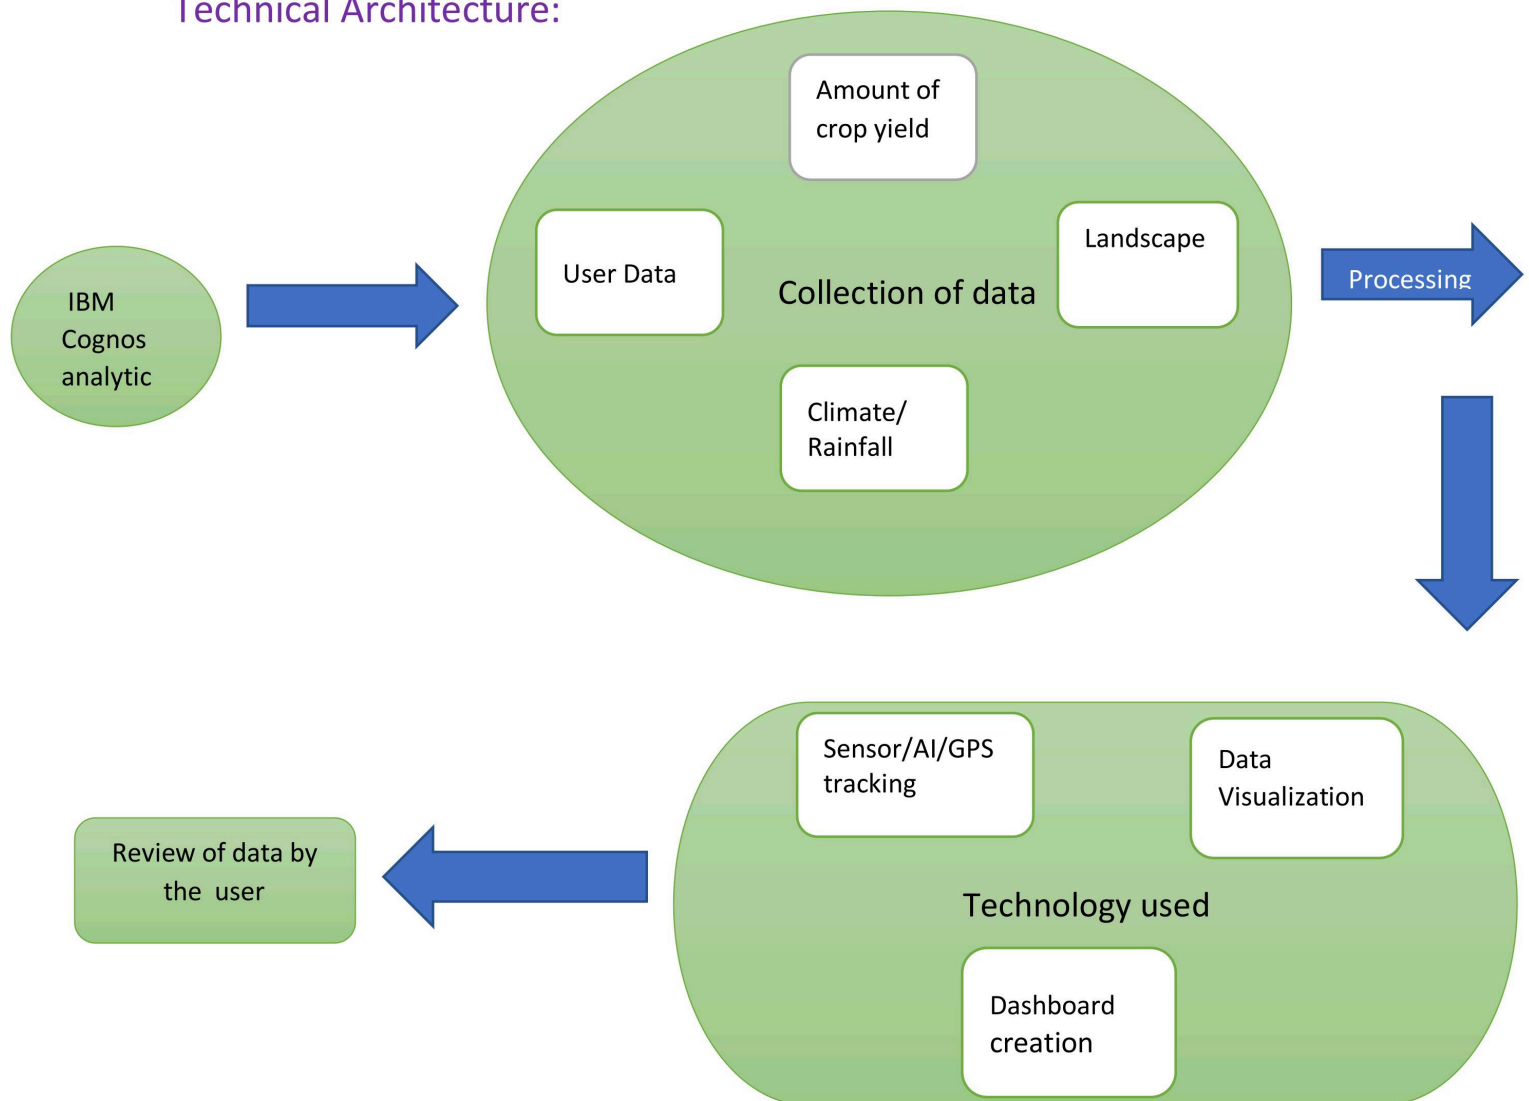 Technical Architecture:
Amount of
crop yield
User Data
Landscape
Collection of data
Processing
IBM
Cognos
analytic
Climate/
Rainfall
Sensor/AI/GPS
tracking
Data
Visualization
Review of data by
the user
Technology used
Dashboard
creation